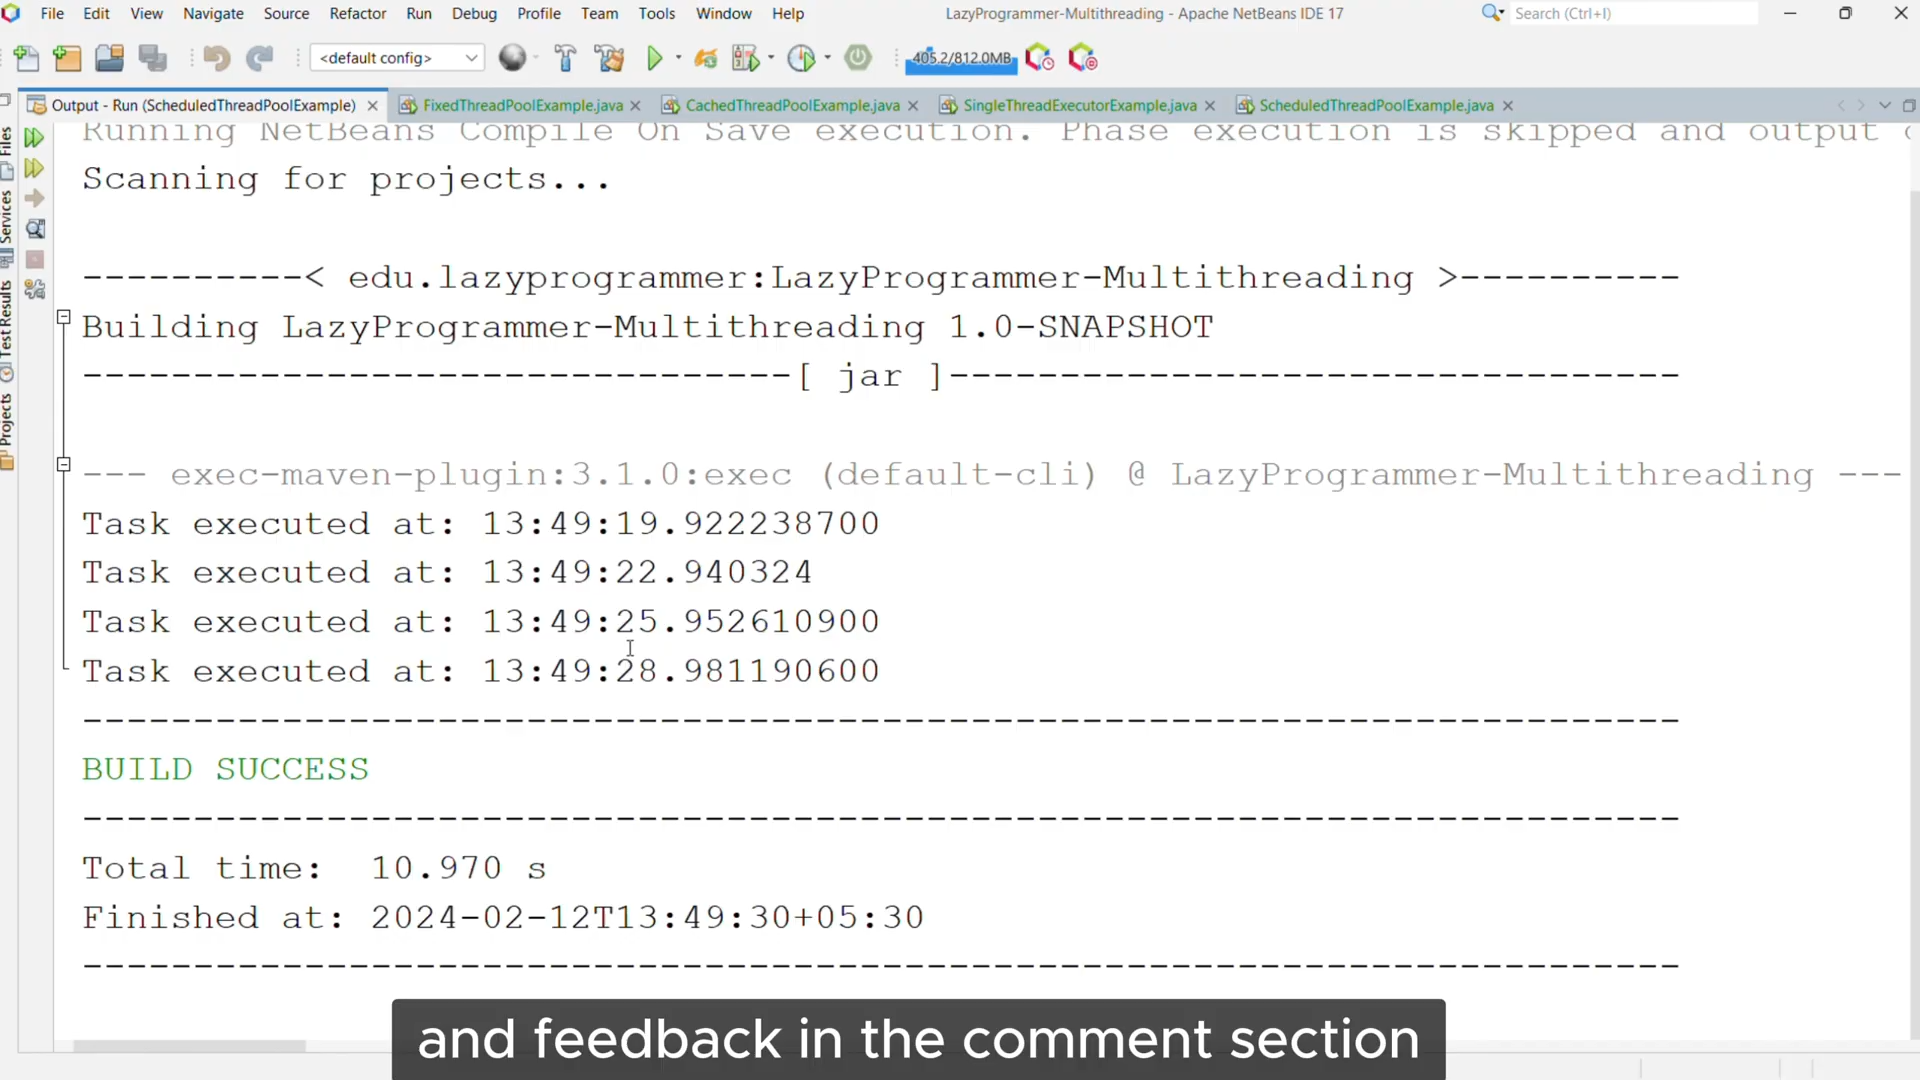 File Edit View Navigate Source Refactor Run Debug Profile Team Tools Window Help LazyProgrammer-Multithreading - Apache NetBeans IDE 17 Search (Ctrl+I)
<default config> 405.2/812.0MB
Output - Run (ScheduledThreadPoolExample) FixedThreadPoolExample.java CachedThreadPoolExample.java SingleThreadExecutorExample.java ScheduledThreadPoolExample.java
Files
Services
Test Results
Projects
Running NetBeans Compile On Save execution. Phase execution is skipped and output
Scanning for projects...
----------< edu.lazyprogrammer:LazyProgrammer-Multithreading >----------
Building LazyProgrammer-Multithreading 1.0-SNAPSHOT
--------------------------------[ jar ]---------------------------------
--- exec-maven-plugin:3.1.0:exec (default-cli) @ LazyProgrammer-Multithreading ---
Task executed at: 13:49:19.922238700
Task executed at: 13:49:22.940324
Task executed at: 13:49:25.952610900
Task executed at: 13:49:28.981190600
------------------------------------------------------------------------
BUILD SUCCESS
------------------------------------------------------------------------
Total time:  10.970 s
Finished at: 2024-02-12T13:49:30+05:30
------------------------------------------------------------------------
and feedback in the comment section